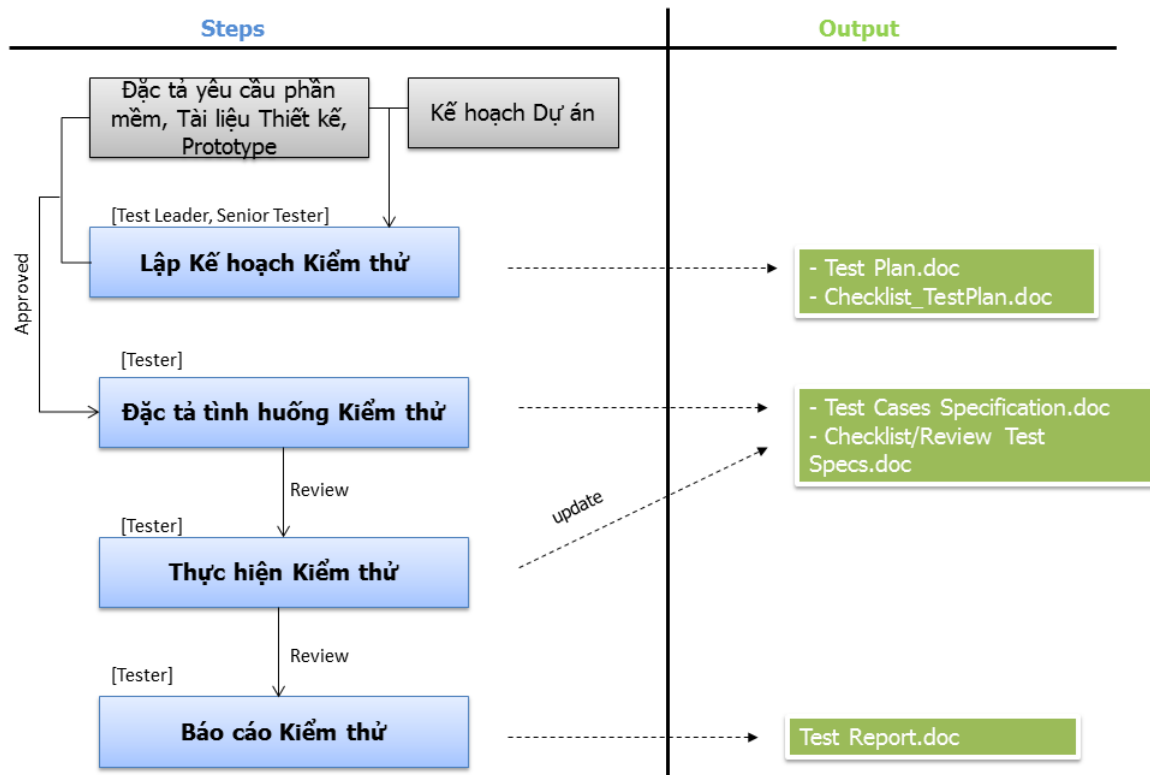 Steps
Output
Đặc tả yêu cầu phần
mềm, Tài liệu Thiết kế,
Prototype
Kế hoạch Dự án
[Test Leader, Senior Tester]
Lập Kế hoạch Kiểm thử
- Test Plan.doc
- Checklist_TestPlan.doc
Approved
[Tester]
Đặc tả tình huống Kiểm thử
- Test Cases Specification.doc
- Checklist/Review Test
Specs.doc
Review
update
[Tester]
Thực hiện Kiểm thử
Review
[Tester]
Báo cáo Kiểm thử
Test Report.doc